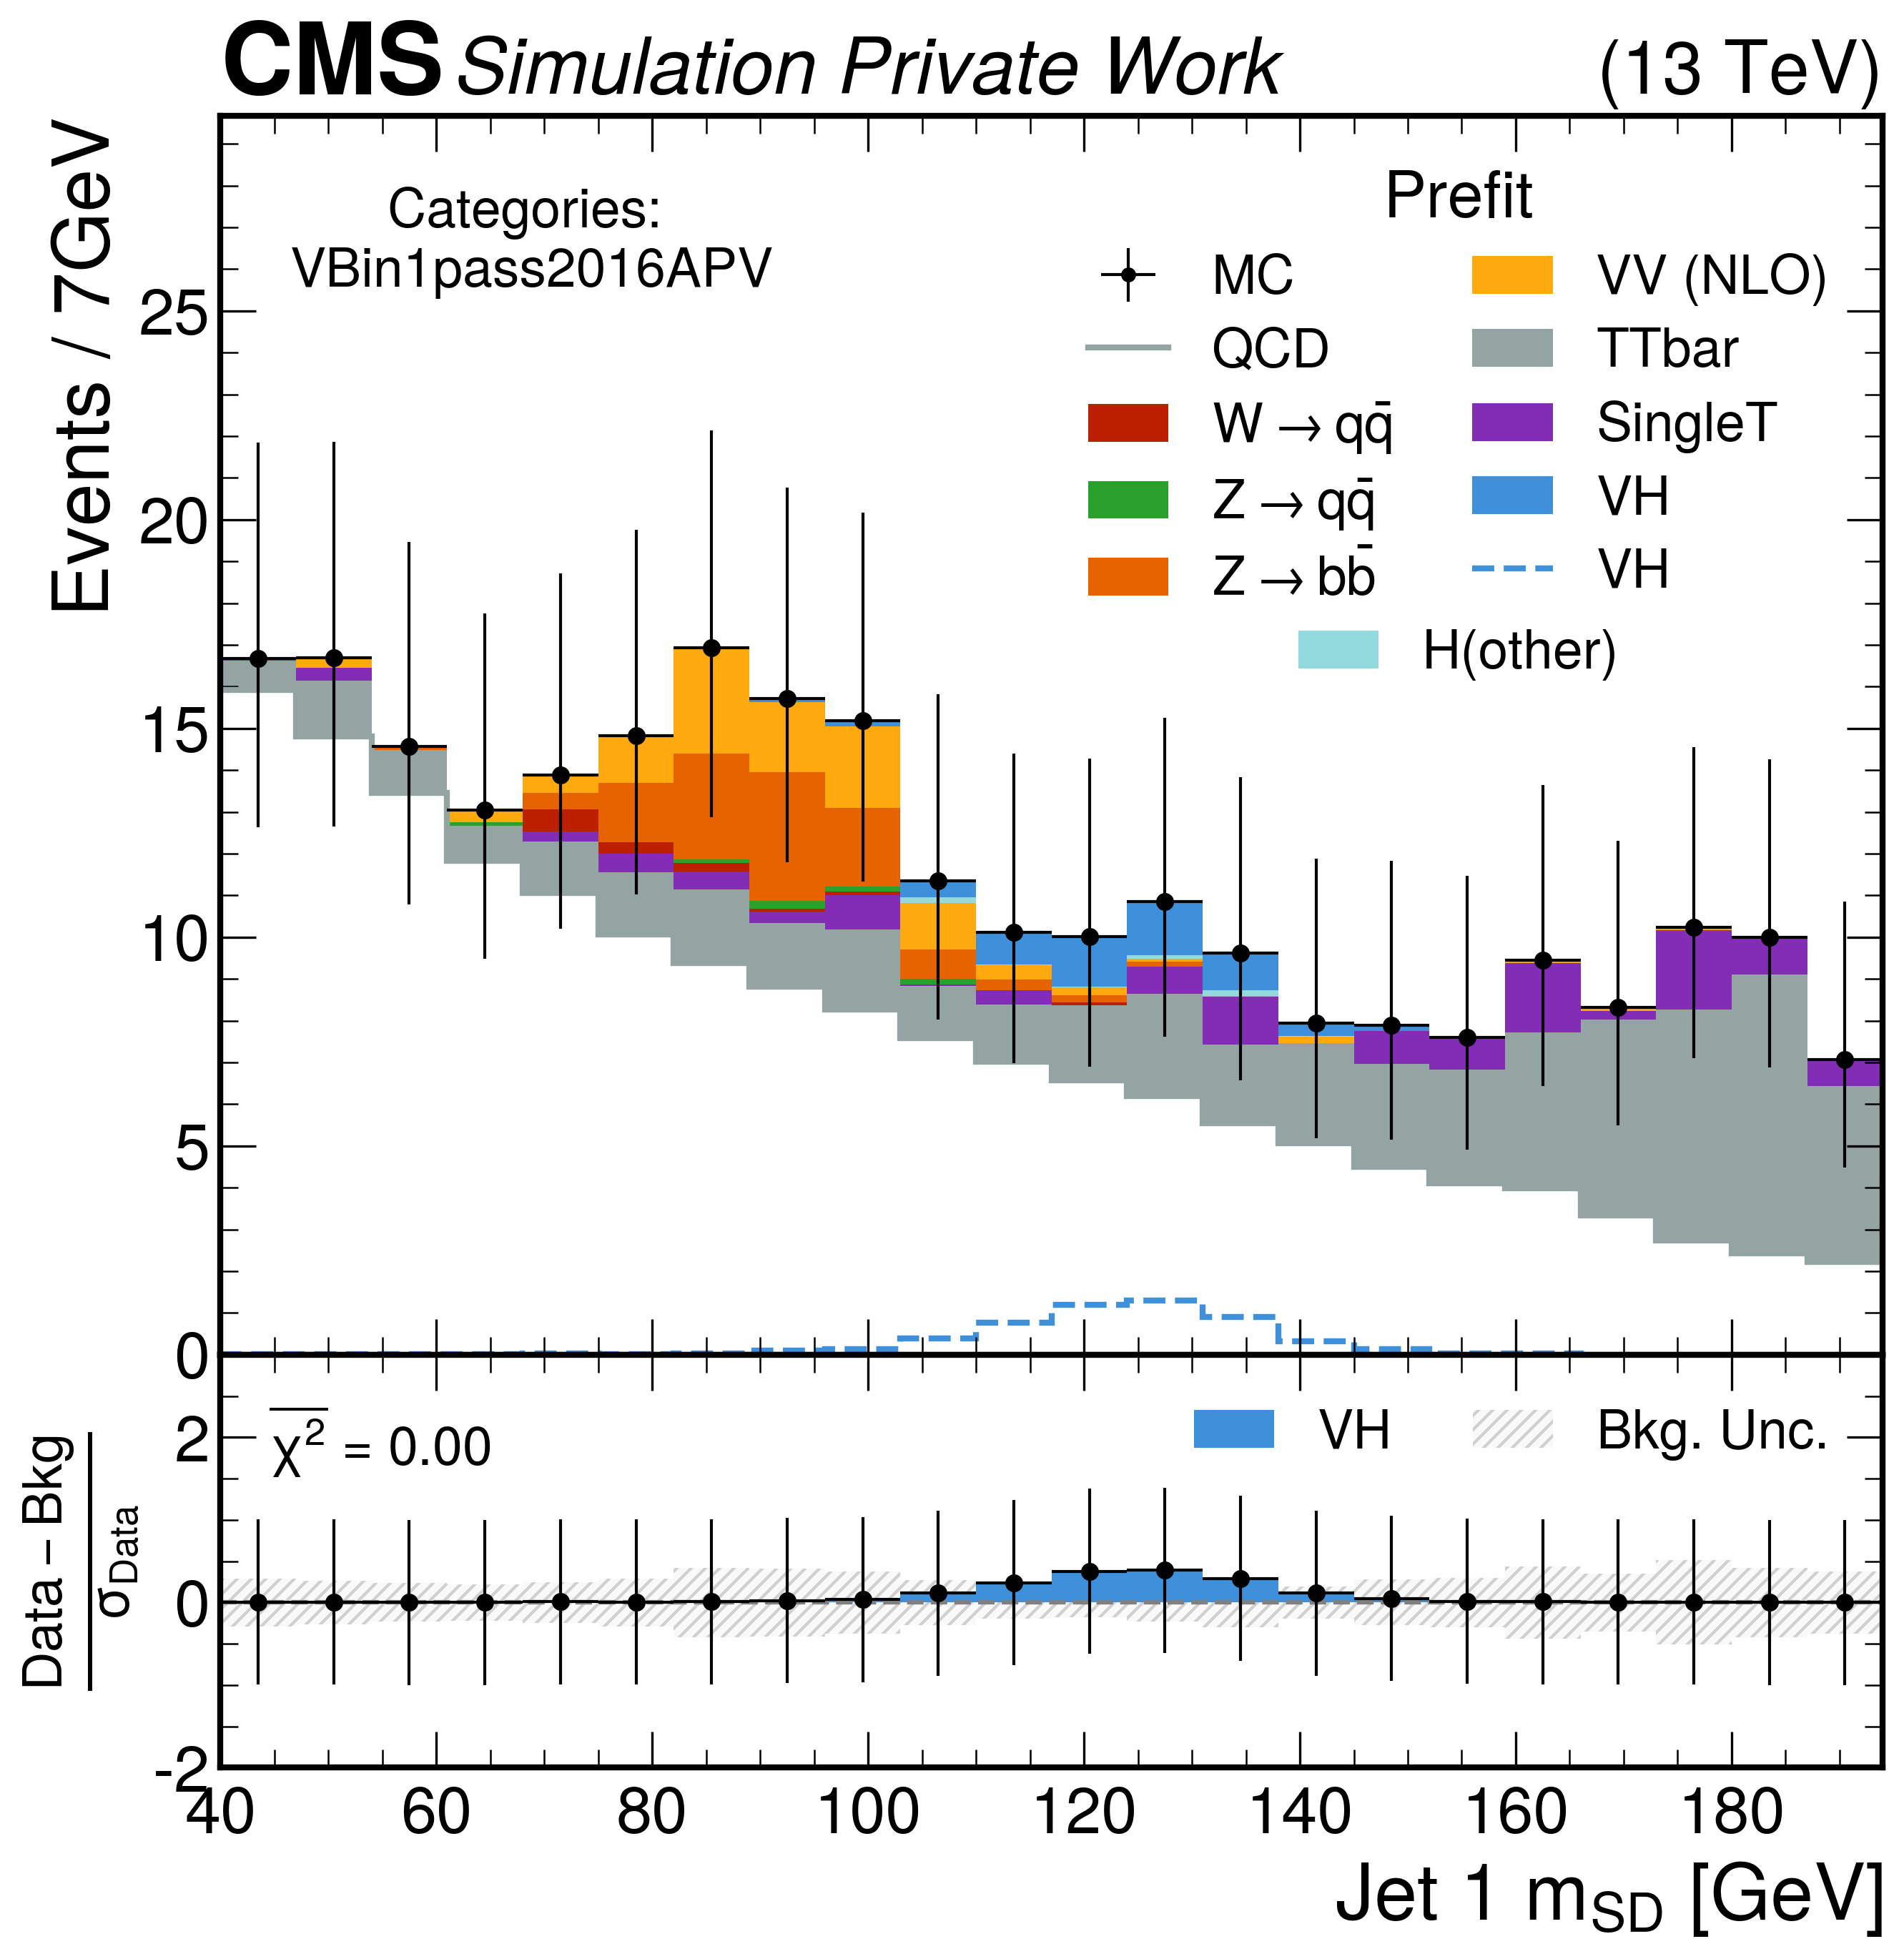 CMS Simulation Private Work (13 TeV)
Events / 7GeV
Categories:
VBin1pass2016APV
Prefit
MC
QCD
W → qq̄
Z → qq̄
Z → bb̄
VV (NLO)
TTbar
SingleT
VH
VH
H(other)
25
20
15
10
5
0
Data – Bkg
σData
χ² = 0.00
VH
Bkg. Unc.
2
0
-2
40 60 80 100 120 140 160 180
Jet 1 mSD [GeV]